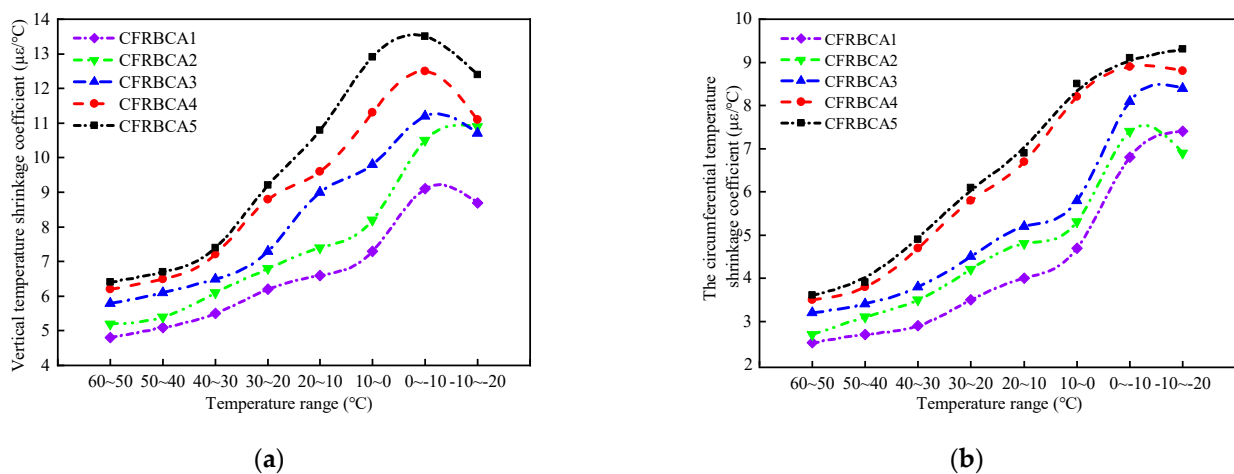 Vertical temperature shrinkage coefficient (με/°C)
14
13
12
11
10
9
8
7
6
5
4
CFRBCA1
CFRBCA2
CFRBCA3
CFRBCA4
CFRBCA5
60~50 50~40 40~30 30~20 20~10 10~0 0~-10 -10~-20
Temperature range (°C)
(a)
The circumferential temperature
shrinkage coefficient (με/°C)
10
9
8
7
6
5
4
3
2
CFRBCA1
CFRBCA2
CFRBCA3
CFRBCA4
CFRBCA5
60~50 50~40 40~30 30~20 20~10 10~0 0~-10 -10~-20
Temperature range (°C)
(b)